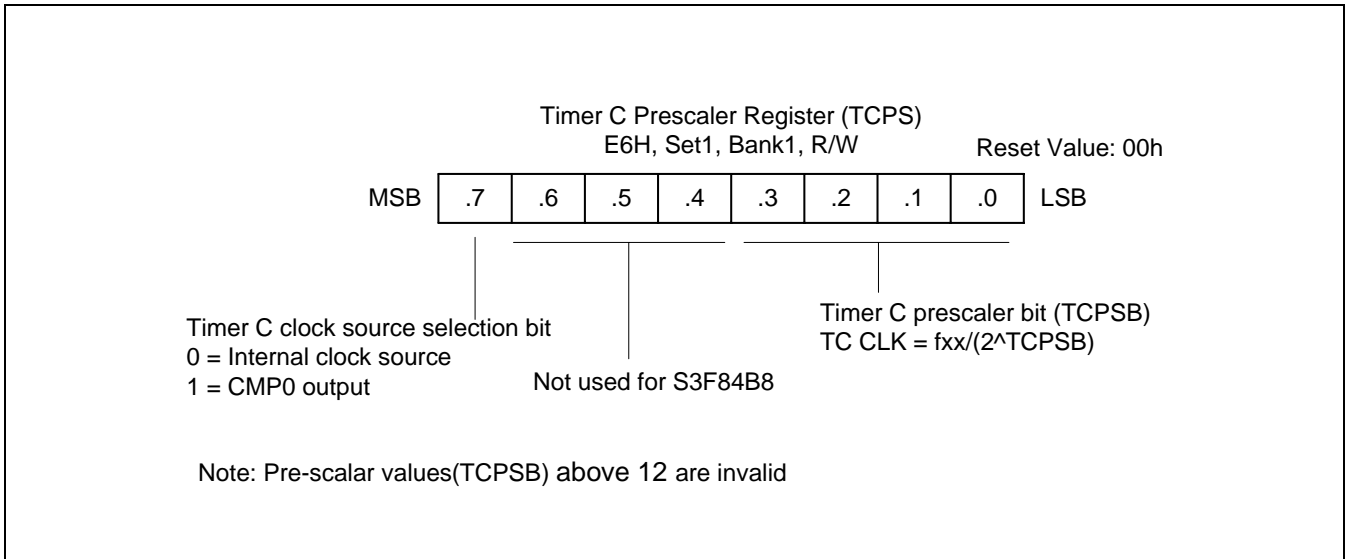 Timer C Prescaler Register (TCPS)
E6H, Set1, Bank1, R/W
Reset Value: 00h
MSB .7 .6 .5 .4 .3 .2 .1 .0 LSB
Timer C clock source selection bit
0 = Internal clock source
1 = CMP0 output
Not used for S3F84B8
Timer C prescaler bit (TCPSB)
TC CLK = fxx/(2^TCPSB)
Note: Pre-scalar values(TCPSB) above 12 are invalid